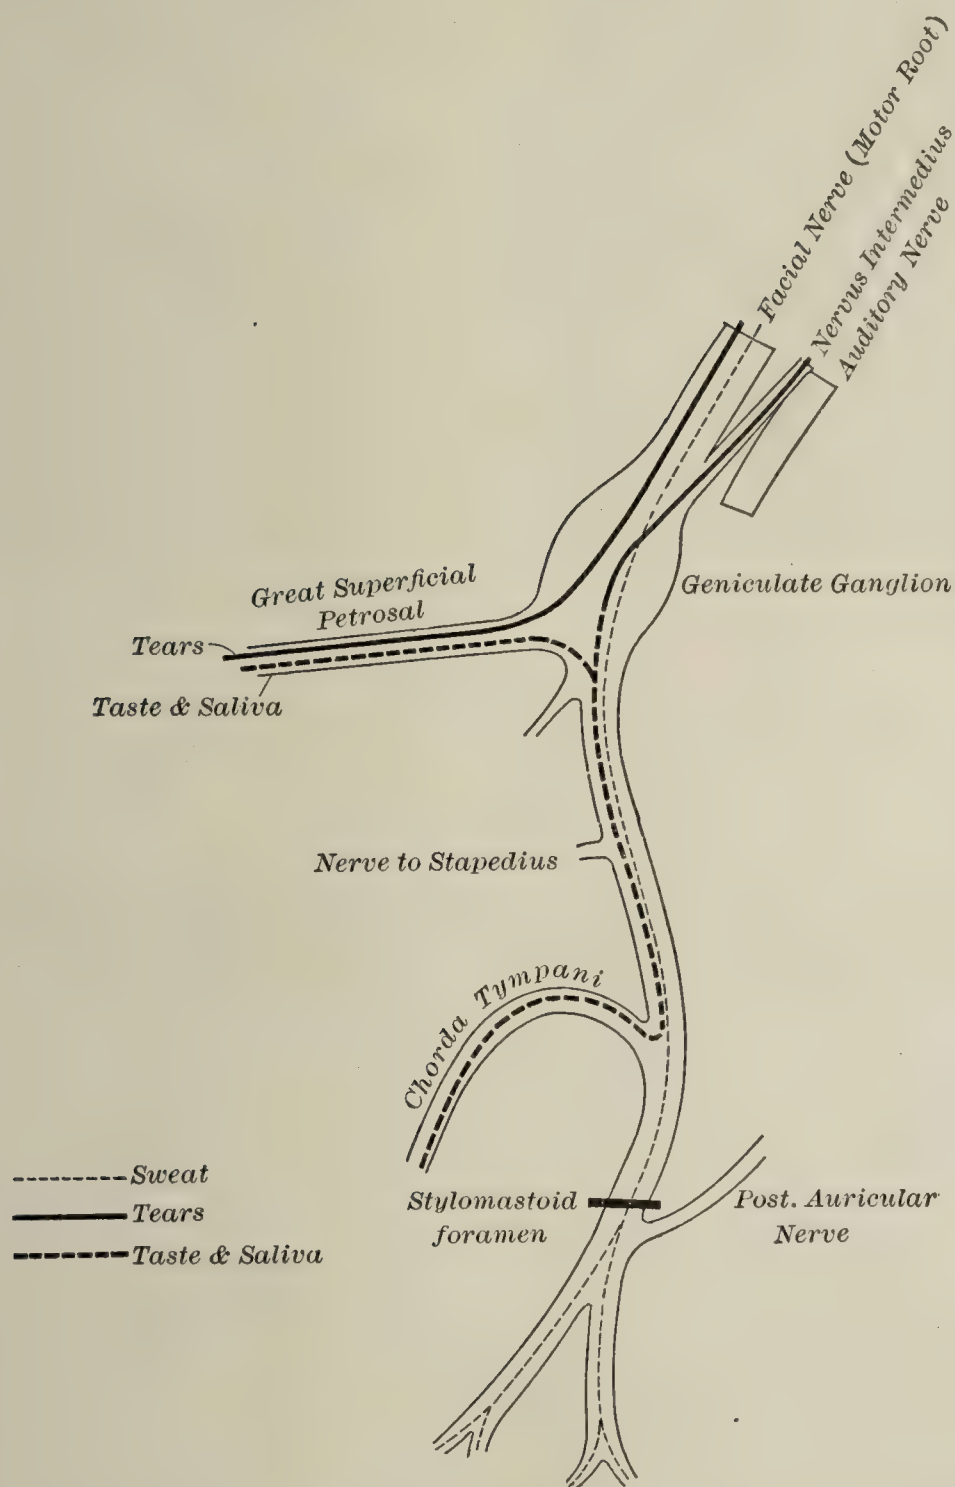 Facial Nerve (Motor Root)
Nervus Intermedius
Auditory Nerve
Geniculate Ganglion
Great Superficial
Petrosal
Tears
Taste & Saliva
Nerve to Stapedius
Chorda Tympani
Sweat
Tears
Taste & Saliva
Stylomastoid
foramen
Post. Auricular
Nerve